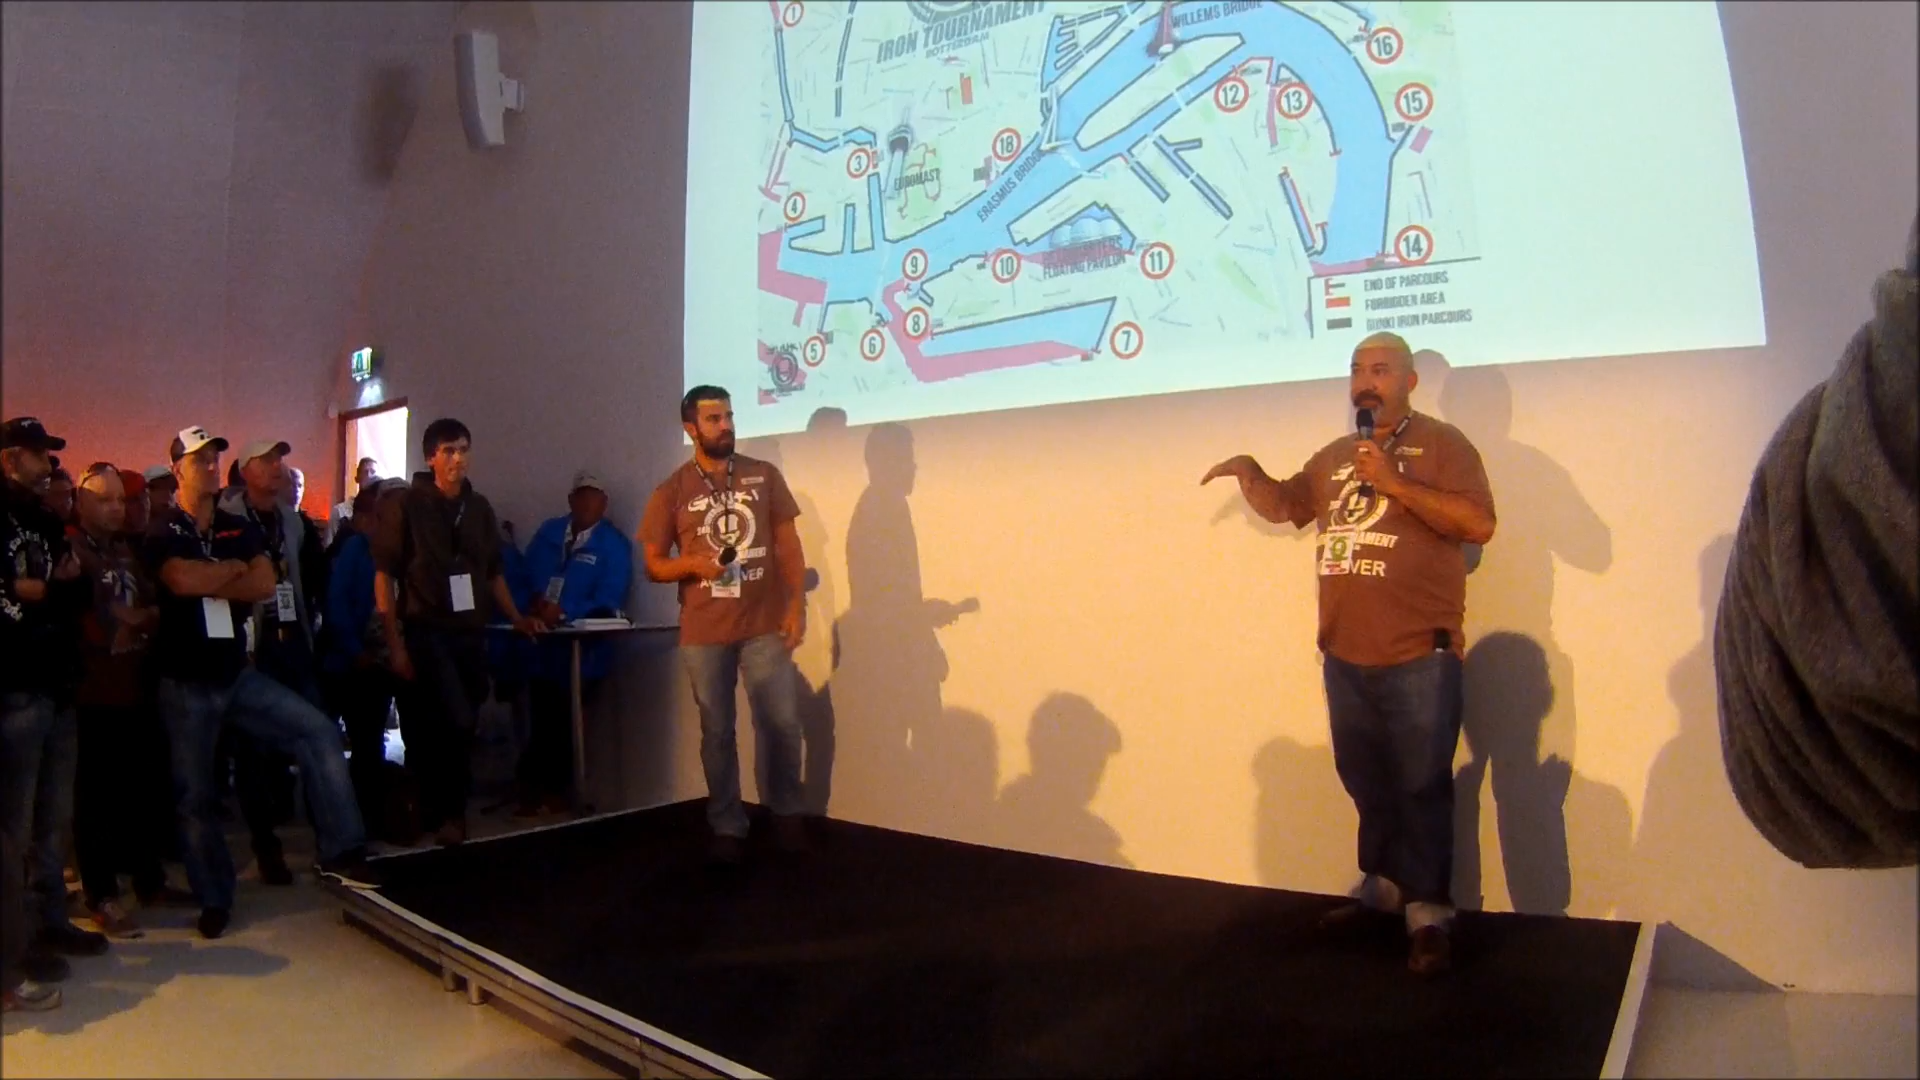 IRON TOURNAMENT
ROTTERDAM
WILLEMS BRIDGE
1
16
15
12
13
3
18
EUROMAST
ERASMUS BRIDGE
4
14
9
10
FLOATING PAVILION
11
8
5
6
7
END OF PARCOURS
FORBIDDEN AREA
GUNKI IRON PARCOURS